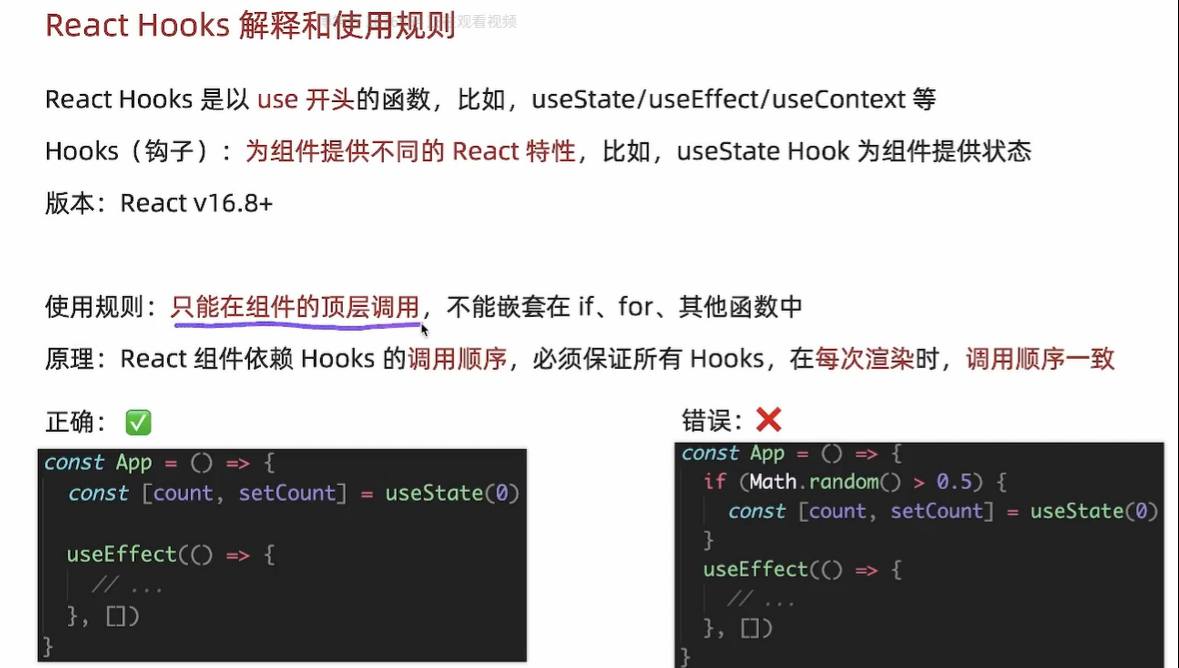 React Hooks 解释和使用规则
观看视频
React Hooks 是以 use 开头的函数，比如，useState/useEffect/useContext 等
Hooks（钩子）：为组件提供不同的 React 特性，比如，useState Hook 为组件提供状态
版本：React v16.8+
使用规则：只能在组件的顶层调用，不能嵌套在 if、for、其他函数中
原理：React 组件依赖 Hooks 的调用顺序，必须保证所有 Hooks，在每次渲染时，调用顺序一致
正确：✅
const App = () => {
const [count, setCount] = useState(0)
useEffect(() => {
// ...
}, [])
}
错误：❌
const App = () => {
if (Math.random() > 0.5) {
const [count, setCount] = useState(0)
}
useEffect(() => {
// ...
}, [])
}